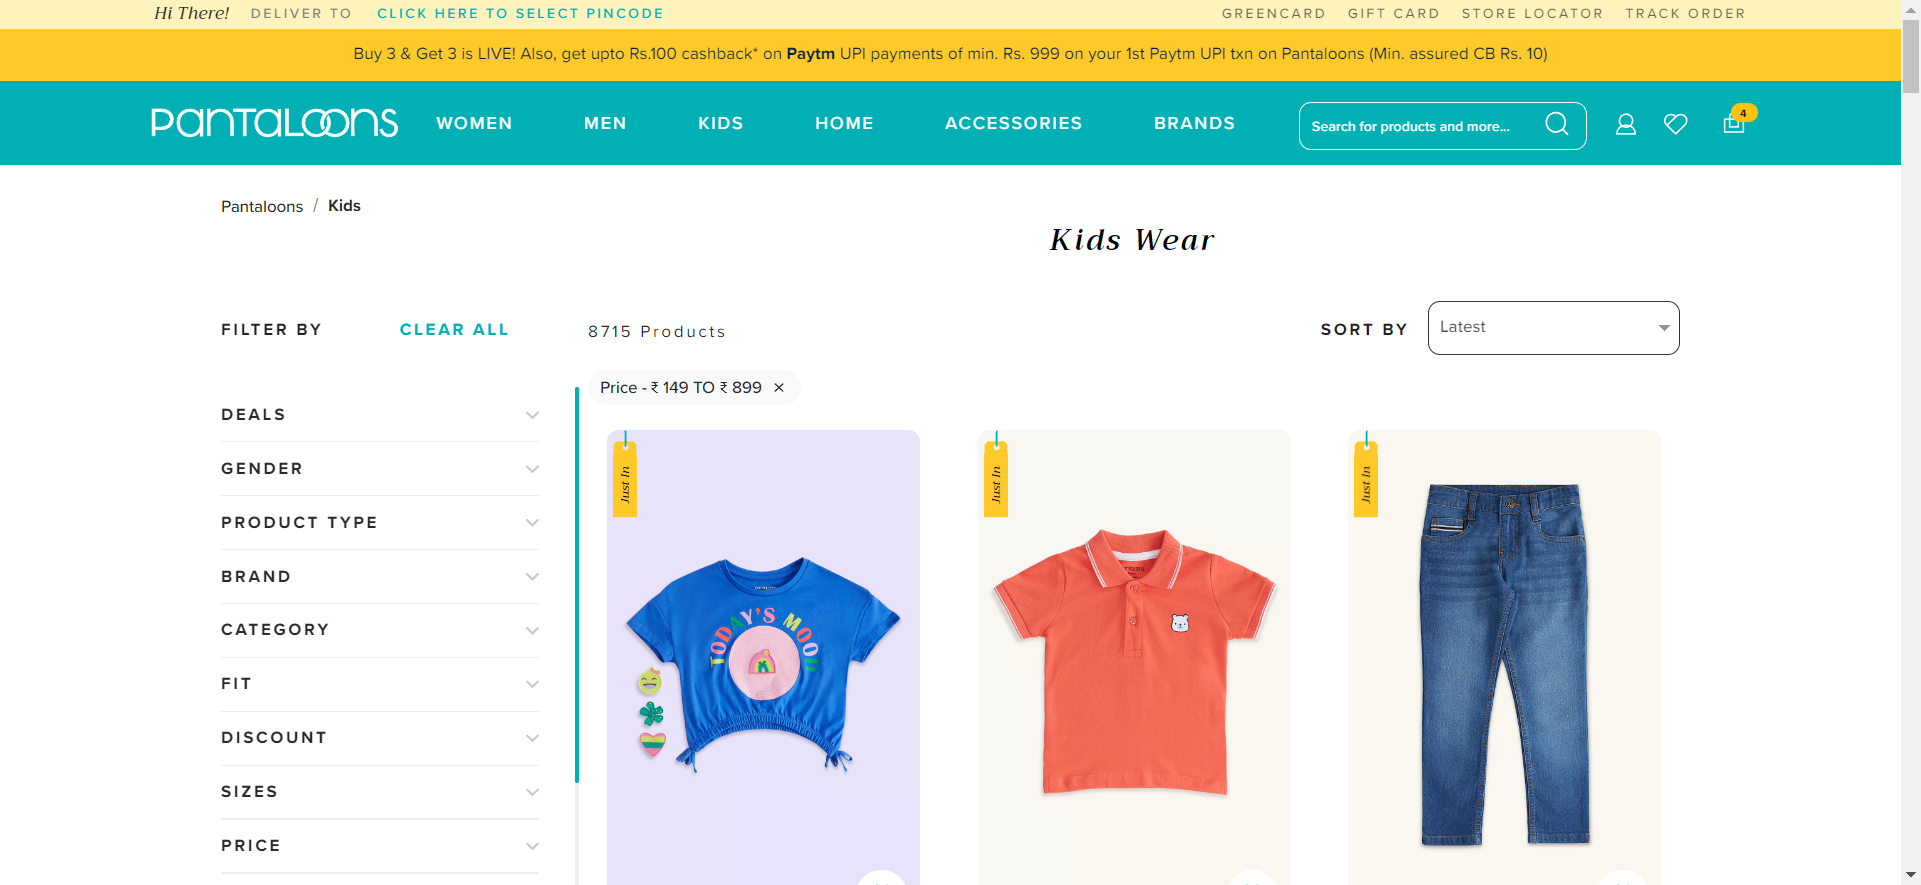 Hi There! DELIVER TO CLICK HERE TO SELECT PINCODE GREENCARD GIFT CARD STORE LOCATOR TRACK ORDER
Buy 3 & Get 3 is LIVE! Also, get upto Rs.100 cashback* on Paytm UPI payments of min. Rs. 999 on your 1st Paytm UPI txn on Pantaloons (Min. assured CB Rs. 10)
PANTALOONS WOMEN MEN KIDS HOME ACCESSORIES BRANDS Search for products and more... 4
Pantaloons / Kids
Kids Wear
FILTER BY CLEAR ALL 8715 Products SORT BY Latest
Price - ₹ 149 TO ₹ 899 ×
DEALS
GENDER
PRODUCT TYPE
BRAND
CATEGORY
FIT
DISCOUNT
SIZES
PRICE
Just In
TODAY'S MOOD
Just In
Just In